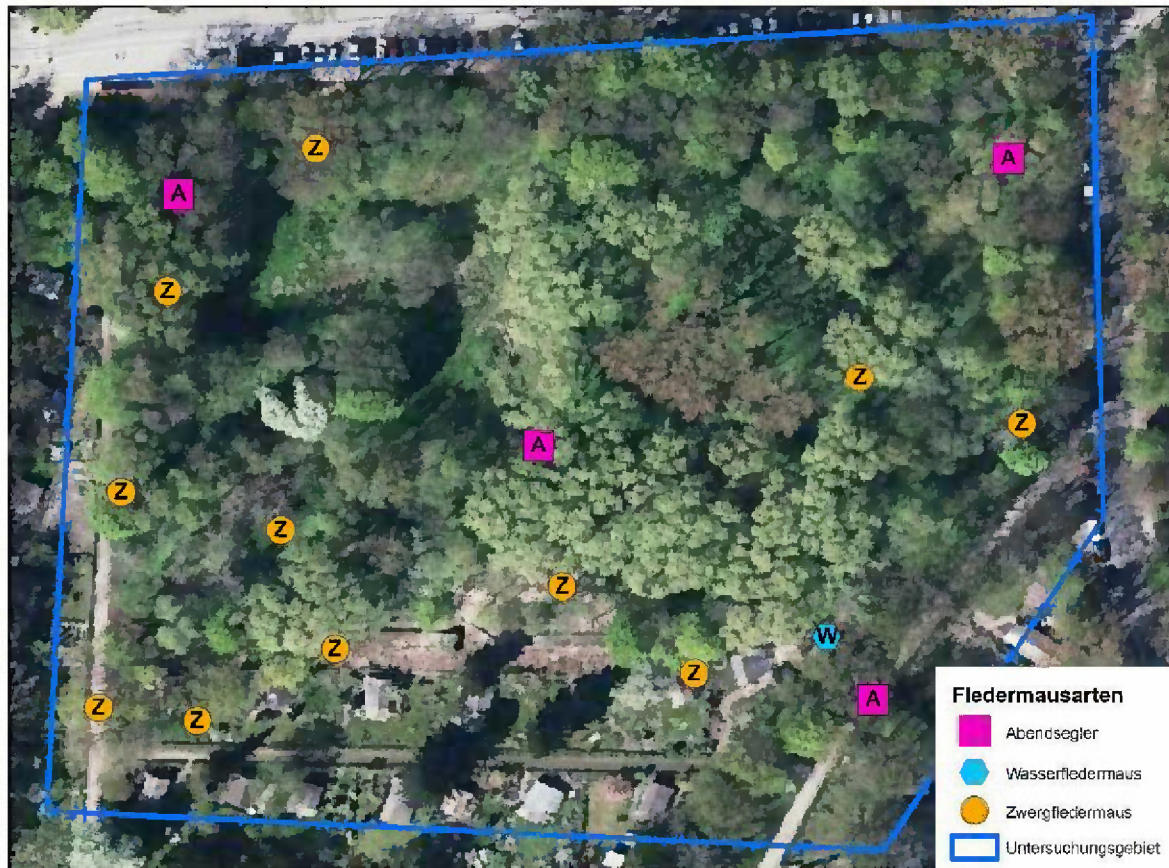 Z
A
A
Z
Z
Z
A
Z
Z
Z
W
Z
Z
A
Z
Z
Fledermausarten
Abendsegler
Wasserfledermaus
Zwergfledermaus
Untersuchungsgebiet